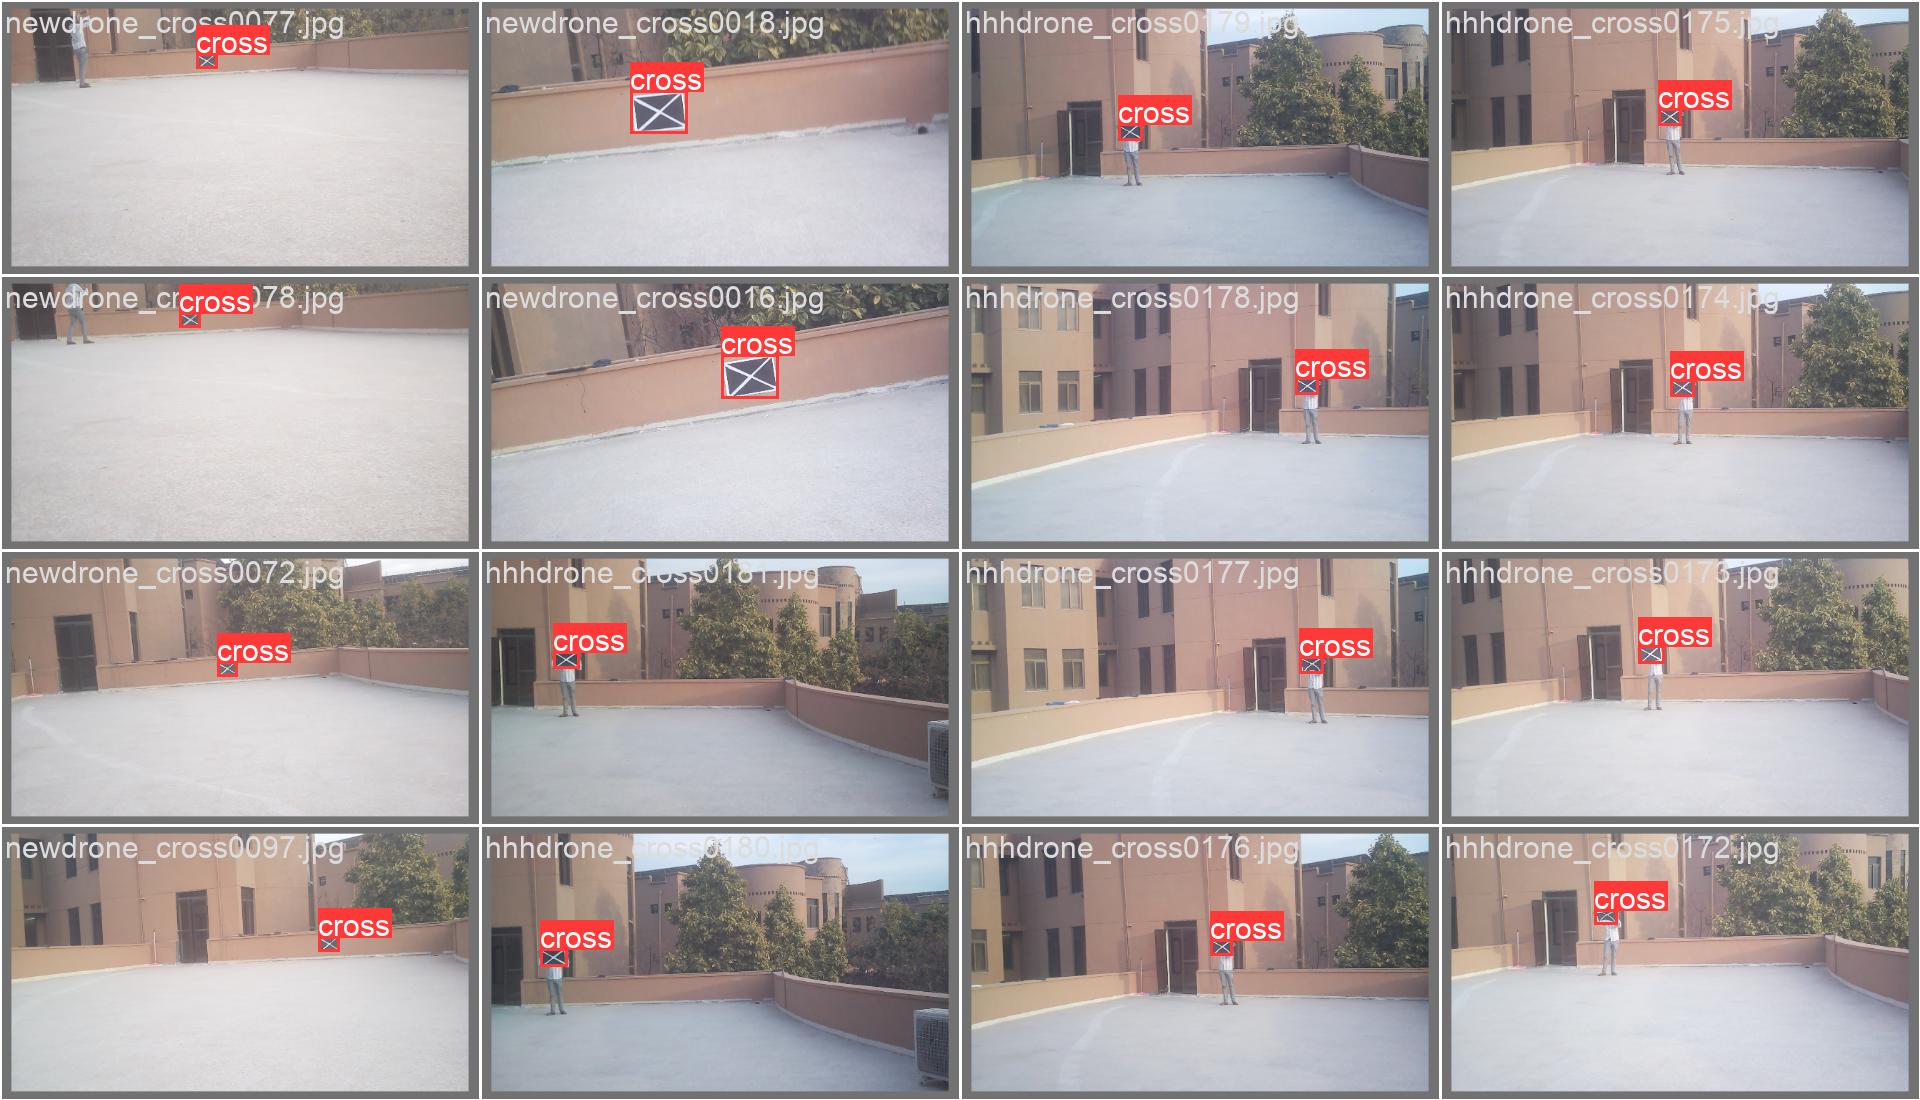 newdrone_cross0077.jpg
cross
newdrone_cross0018.jpg
cross
hhhdrone_cross0179.jpg
cross
hhhdrone_cross0175.jpg
cross
078.jpg
newdrone_cr
cross
newdrone_cross0016.jpg
cross
hhhdrone_cross0178.jpg
cross
hhhdrone_cross0174.jpg
cross
newdrone_cross0072.jpg
cross
hhhdrone_cross0181.jpg
cross
hhhdrone_cross0177.jpg
cross
hhhdrone_cross0173.jpg
cross
newdrone_cross0097.jpg
cross
hhhdrone_cross0180.jpg
cross
hhhdrone_cross0176.jpg
cross
hhhdrone_cross0172.jpg
cross